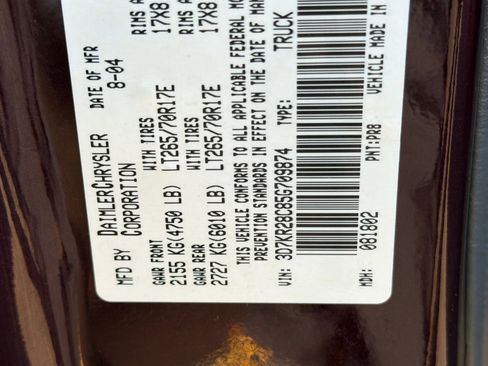 MFD BY DAIMLERCHRYSLER CORPORATION DATE OF MFR 8-04
GAWR FRONT WITH TIRES RIMS A
2155 KG(4750 LB) LT265/70R17E 17X8
GAWR REAR WITH TIRES RIMS A
2727 KG(6010 LB) LT265/70R17E 17X8
THIS VEHICLE CONFORMS TO ALL APPLICABLE FEDERAL MO
PREVENTION STANDARDS IN EFFECT ON THE DATE OF MAN
VIN: 3D7KR28C85G709874 TYPE: TRUCK
MDH: 081802 PNT: PR8 VEHICLE MADE IN